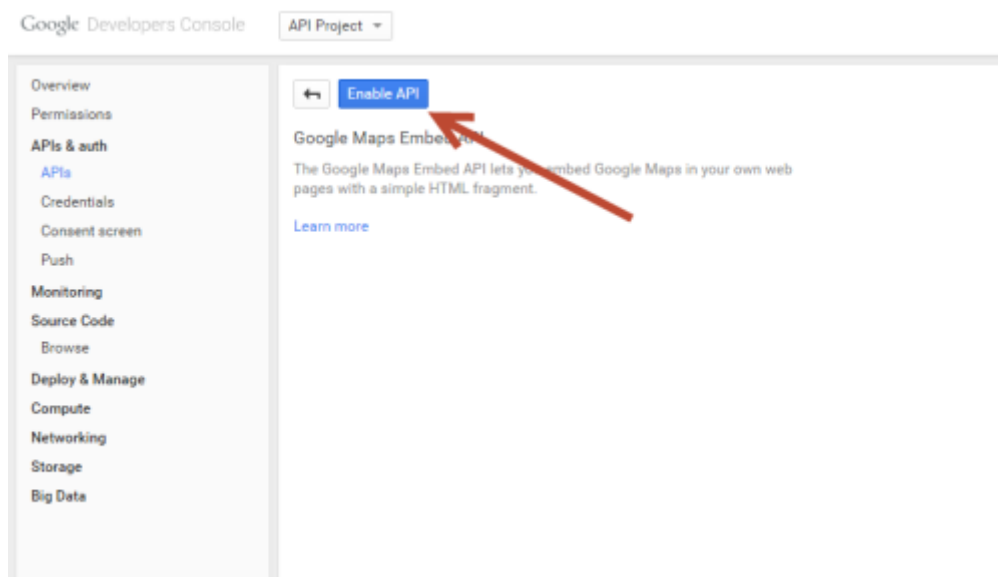 Google Developers Console
API Project
Overview
Permissions
APIs & auth
APIs
Credentials
Consent screen
Push
Monitoring
Source Code
Browse
Deploy & Manage
Compute
Networking
Storage
Big Data
Enable API
Google Maps Embed API
The Google Maps Embed API lets you embed Google Maps in your own web
pages with a simple HTML fragment.
Learn more